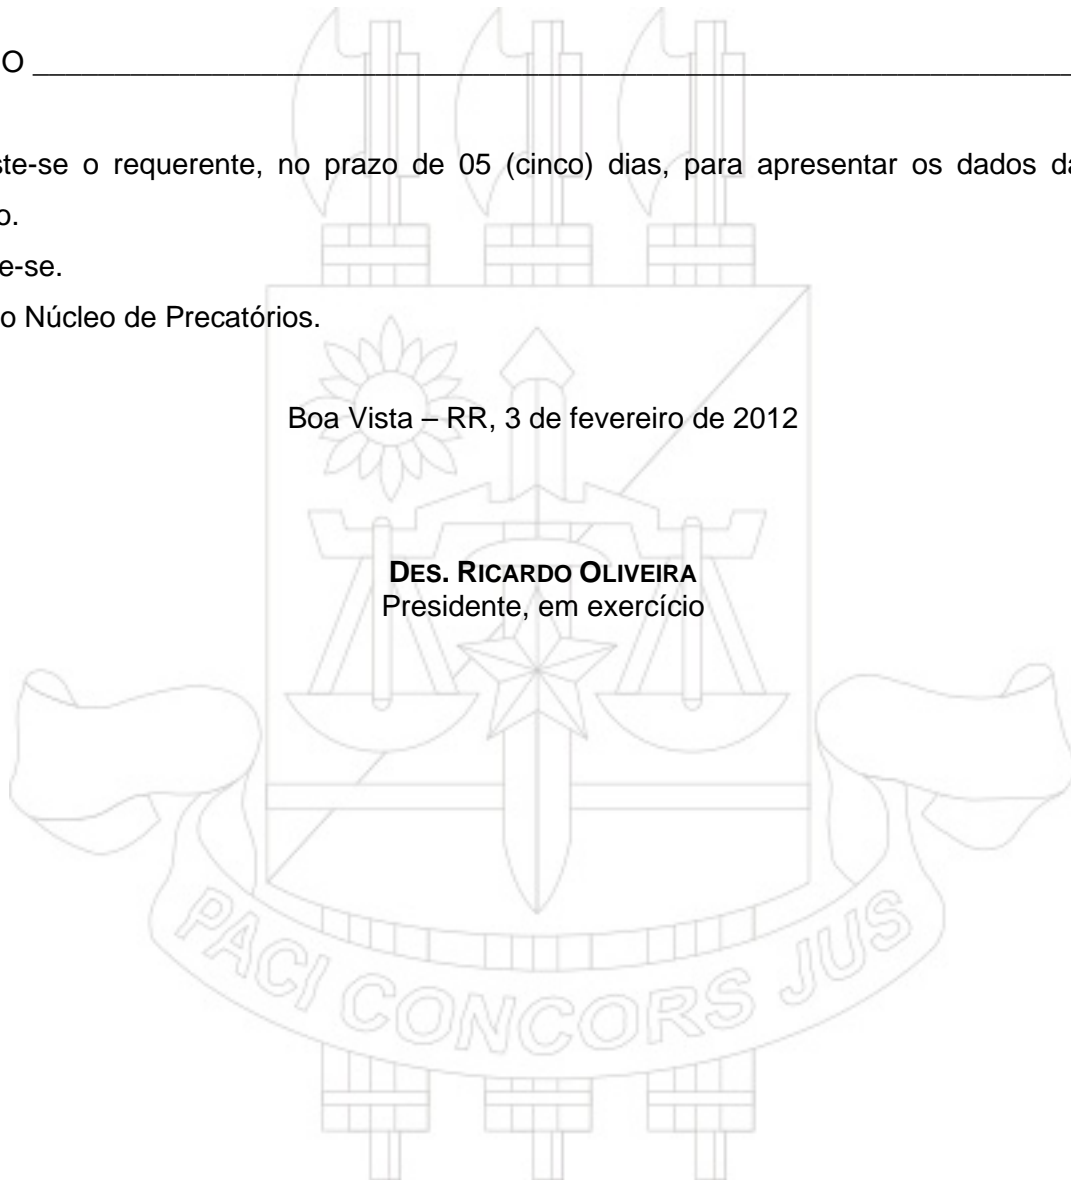 O ____________________________________________________________________
ste-se o requerente, no prazo de 05 (cinco) dias, para apresentar os dados da
o.
e-se.
o Núcleo de Precatórios.
Boa Vista – RR, 3 de fevereiro de 2012
DES. RICARDO OLIVEIRA
Presidente, em exercício
PACI CONCORS JUS